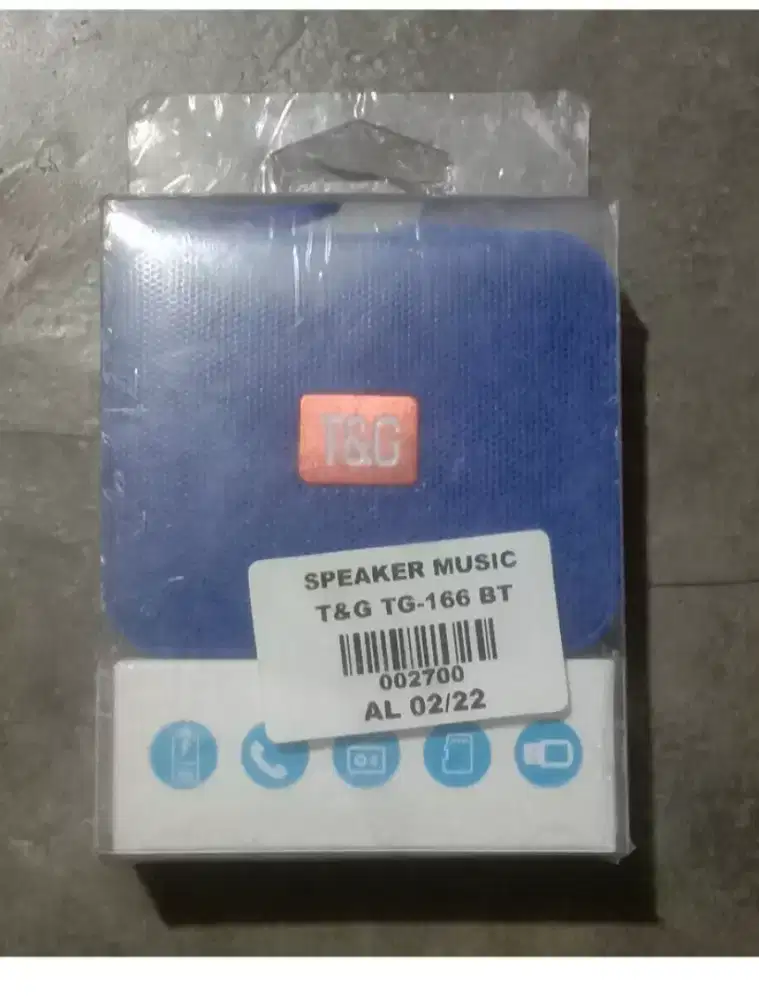 T&G
SPEAKER MUSIC
T&G TG-166 BT
002700
AL 02/22